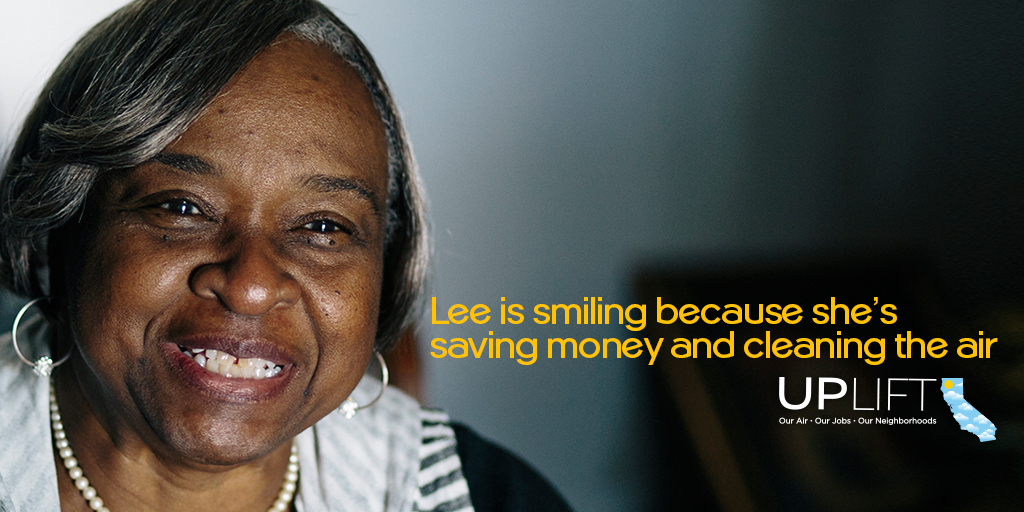 Lee is smiling because she's
saving money and cleaning the air
UPLIFT
Our Air · Our Jobs · Our Neighborhoods